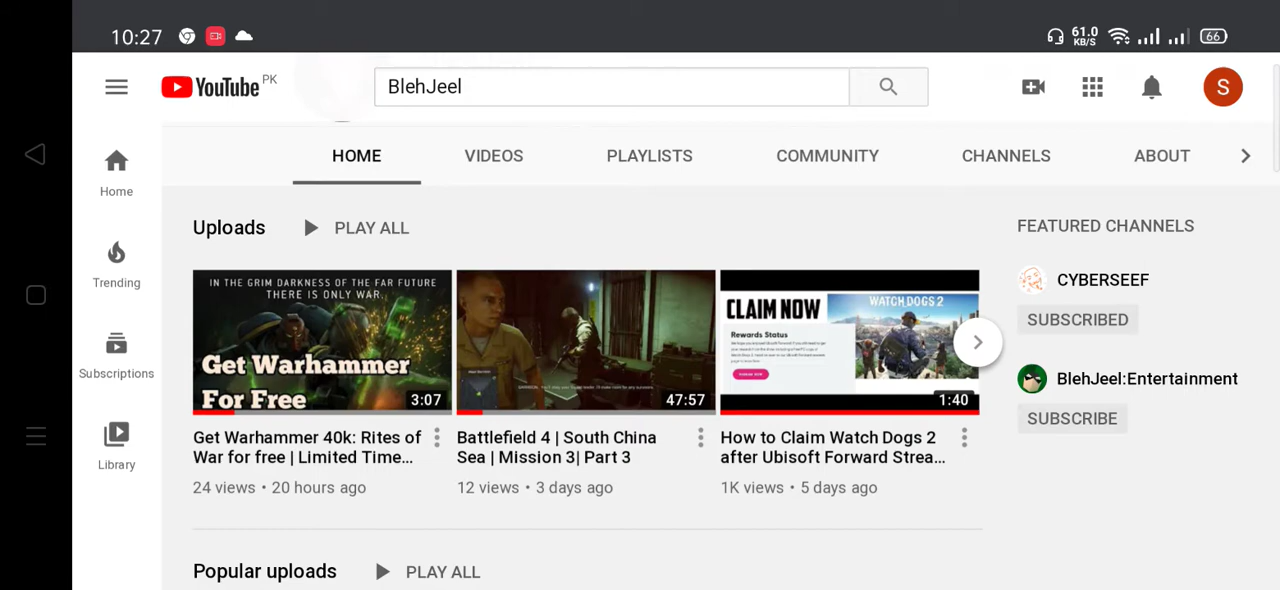 10:27
61.0
KB/S
66
YouTube PK
BlehJeel
S
HOME
VIDEOS
PLAYLISTS
COMMUNITY
CHANNELS
ABOUT
Home
Trending
Subscriptions
Library
Uploads
PLAY ALL
IN THE GRIM DARKNESS OF THE FAR FUTURE
THERE IS ONLY WAR.
Get Warhammer
For Free
3:07
47:57
CLAIM NOW
WATCH DOGS 2
Rewards Status
1:40
Get Warhammer 40k: Rites of
War for free | Limited Time...
24 views • 20 hours ago
Battlefield 4 | South China
Sea | Mission 3| Part 3
12 views • 3 days ago
How to Claim Watch Dogs 2
after Ubisoft Forward Strea...
1K views • 5 days ago
FEATURED CHANNELS
CYBERSEEF
SUBSCRIBED
BlehJeel:Entertainment
SUBSCRIBE
Popular uploads
PLAY ALL